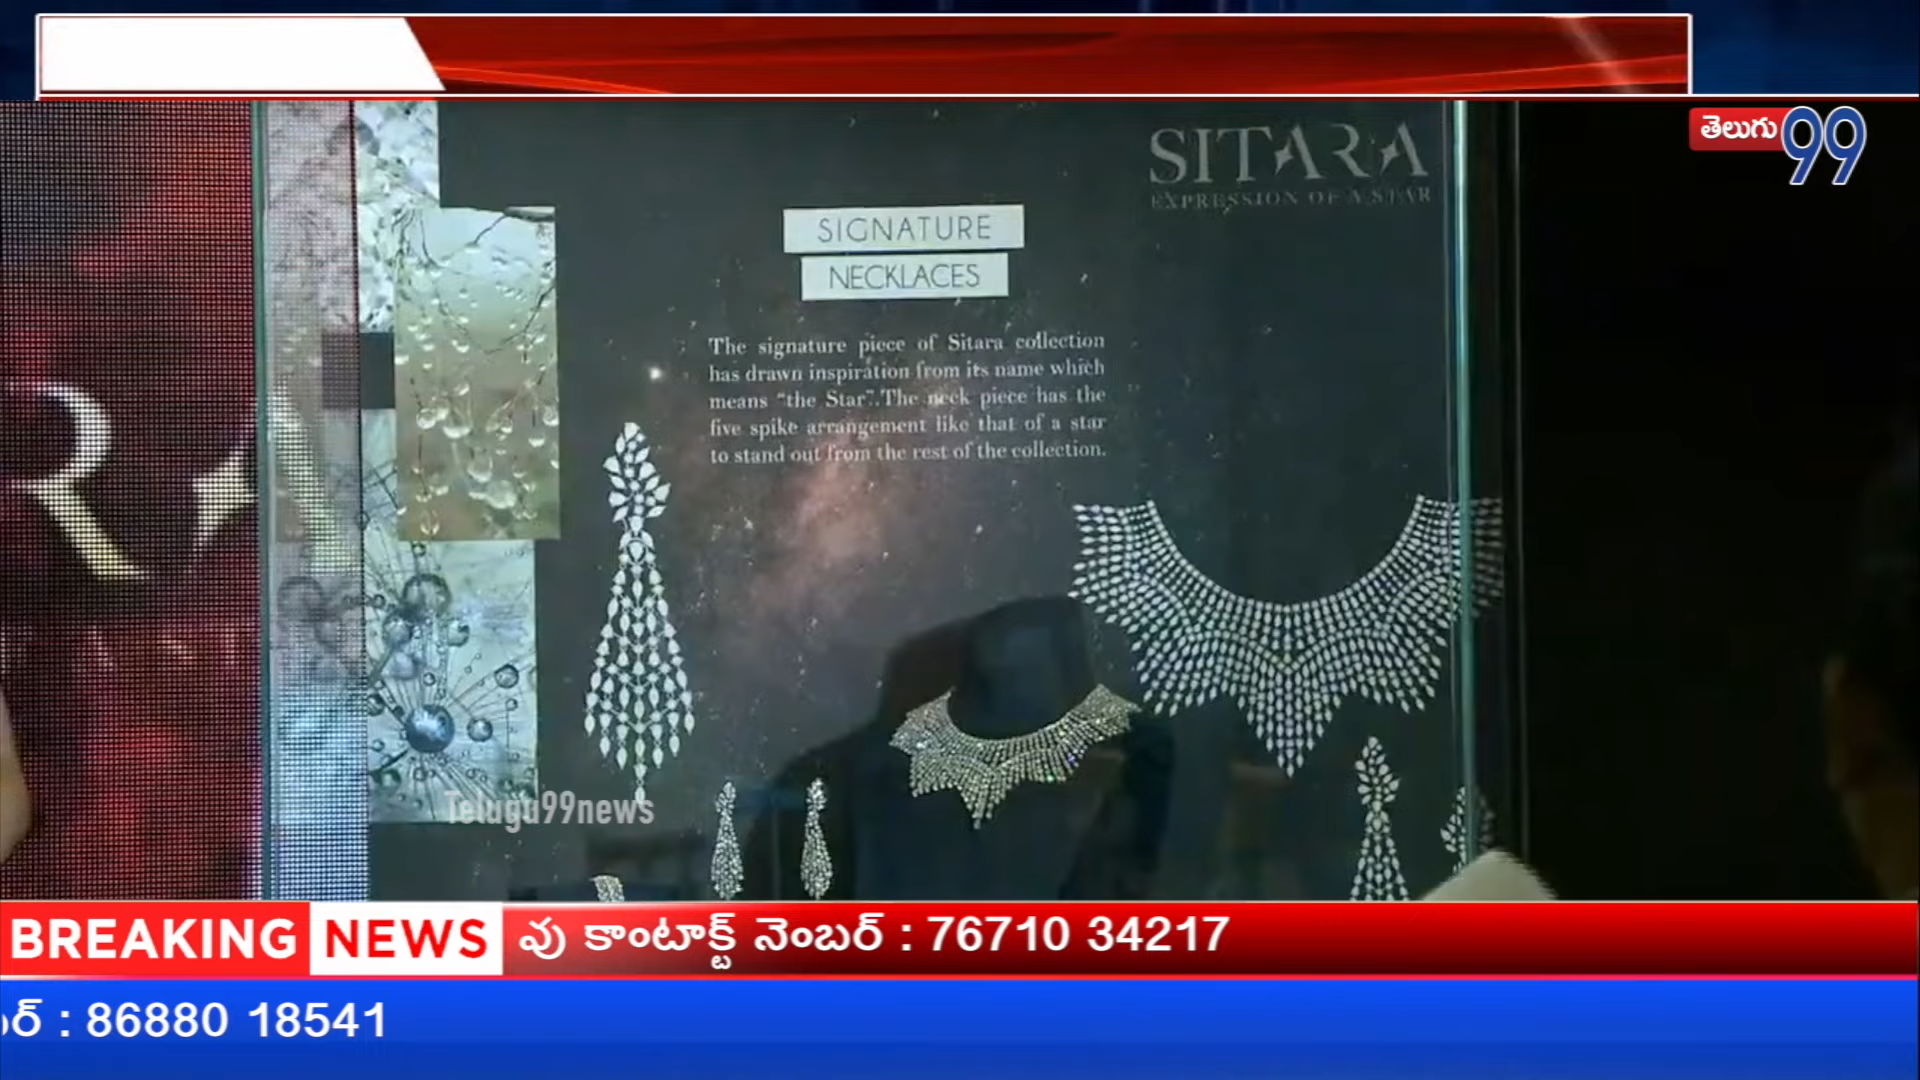 తెలుగు 99
SITARA
EXPRESSION OF A STAR
SIGNATURE
NECKLACES
The signature piece of Sitara collection
has drawn inspiration from its name which
means "the Star". The neck piece has the
five spike arrangement like that of a star
to stand out from the rest of the collection.
RA
Telugu99news
BREAKING NEWS వు కాంటాక్ట్ నెంబర్ : 76710 34217
ర్ : 86880 18541